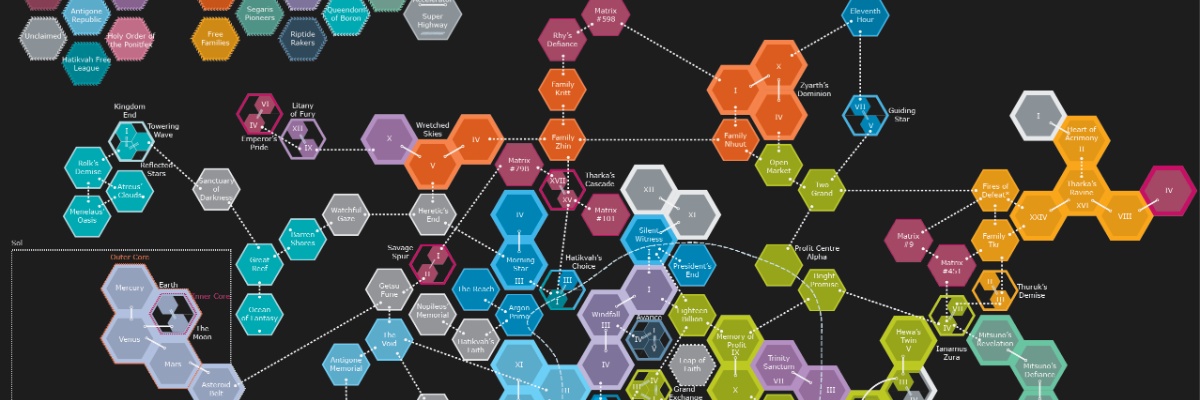 Antigone
Republic
Segaris
Pioneers
Queendom
of Boron
Super
Highway
Unclaimed
Holy Order of
the Pontifex
Free
Families
Riptide
Rakers
Hatikvah Free
League
Matrix
#598
Eleventh
Hour
Rhy's
Defiance
Family
Kritt
X
I
Zyarth's
Dominion
IV
Kingdom
End
VI
IV
Litany
of Fury
XII
IX
Emperor's
Pride
I
Towering
Wave
Reflected
Stars
X
Wretched
Skies
IV
V
Family
Zhin
Family
Nhuut
VII
V
Guiding
Star
I
Heart of
Acrimony
II
Rolk's
Demise
Atreus'
Clouds
Menelaus'
Oasis
Sanctuary
of
Darkness
Matrix
#79B
XVII
XV
Tharka's
Cascade
Open
Market
Two
Grand
Fires of
Defeat
Tharka's
Ravine
XVI
IV
XII
XI
Watchful
Gaze
Heretic's
End
IV
Matrix
#101
XXIV
VIII
Barren
Shores
Silent
Witness
I
Matrix
#9
Family
Tkr
Sol
Great
Reef
Savage
Spur
I
II
Morning
Star
III
Hatikvah's
Choice
III
I
President's
End
Profit Centre
Alpha
Matrix
#451
Outer Core
Mercury
Earth
Inner Core
The
Moon
Getsu
Fune
The Reach
Bright
Promise
II
III
Thuruk's
Demise
Ocean
of Fantasy
Nopileos'
Memorial
Argon
Prime
I
Windfall
III
Eighteen
Billion
VII
IV
Ianamus
Zura
Venus
The
Void
Hatikvah's
Faith
Avarice
IV
Memory of
Profit
IX
Hewa's
Twin
V
Mitsuno's
Revelation
Mars
Antigone
Memorial
XI
IV
Leap of
Faith
Trinity
Sanctum
VII
Mitsuno's
Defiance
Asteroid
Belt
III
IV
Grand
Exchange
X
III
III